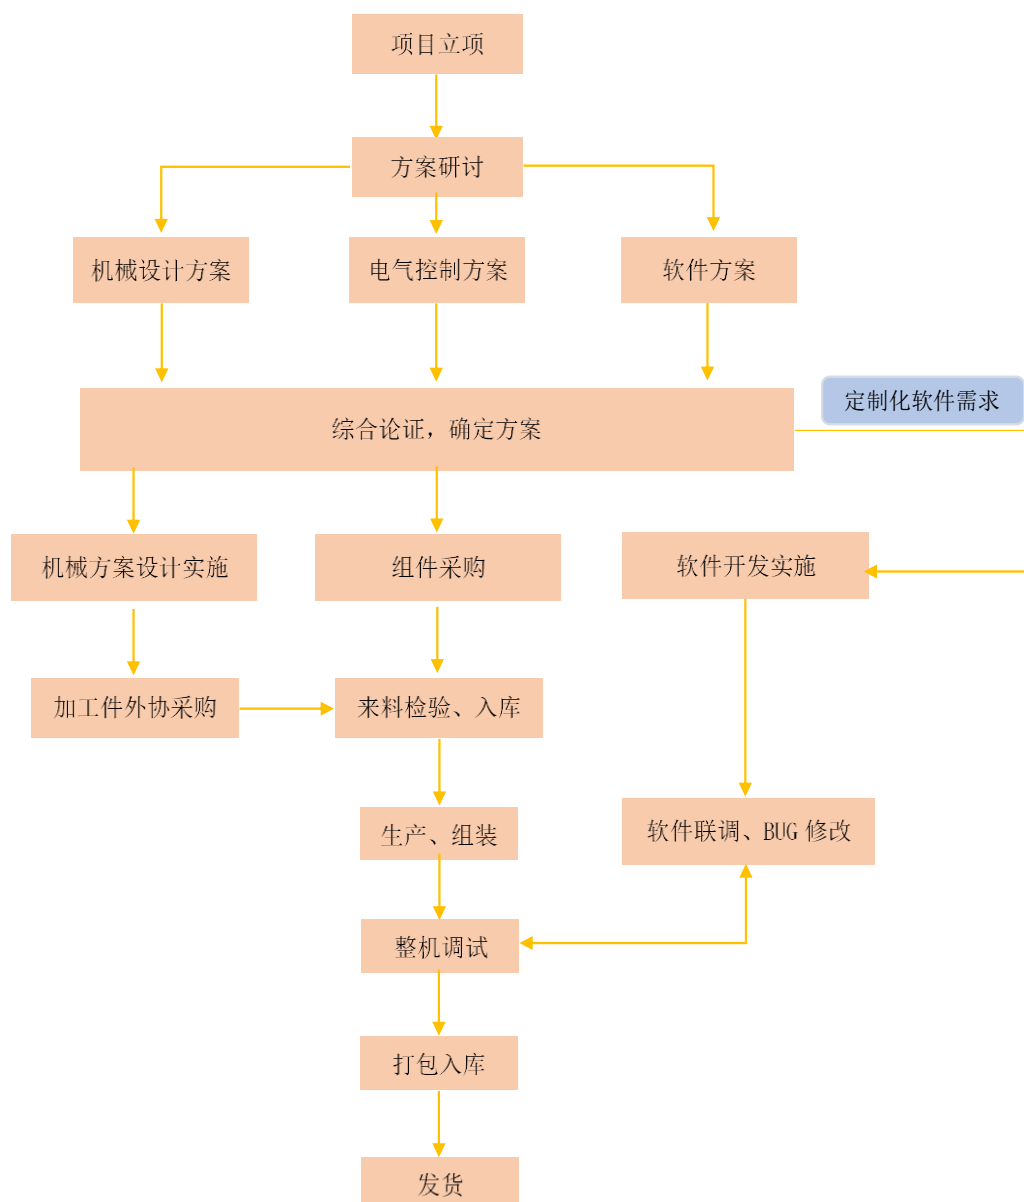 项目立项
方案研讨
机械设计方案
电气控制方案
软件方案
综合论证，确定方案
定制化软件需求
机械方案设计实施
组件采购
软件开发实施
加工件外协采购
来料检验、入库
生产、组装
软件联调、BUG 修改
整机调试
打包入库
发货